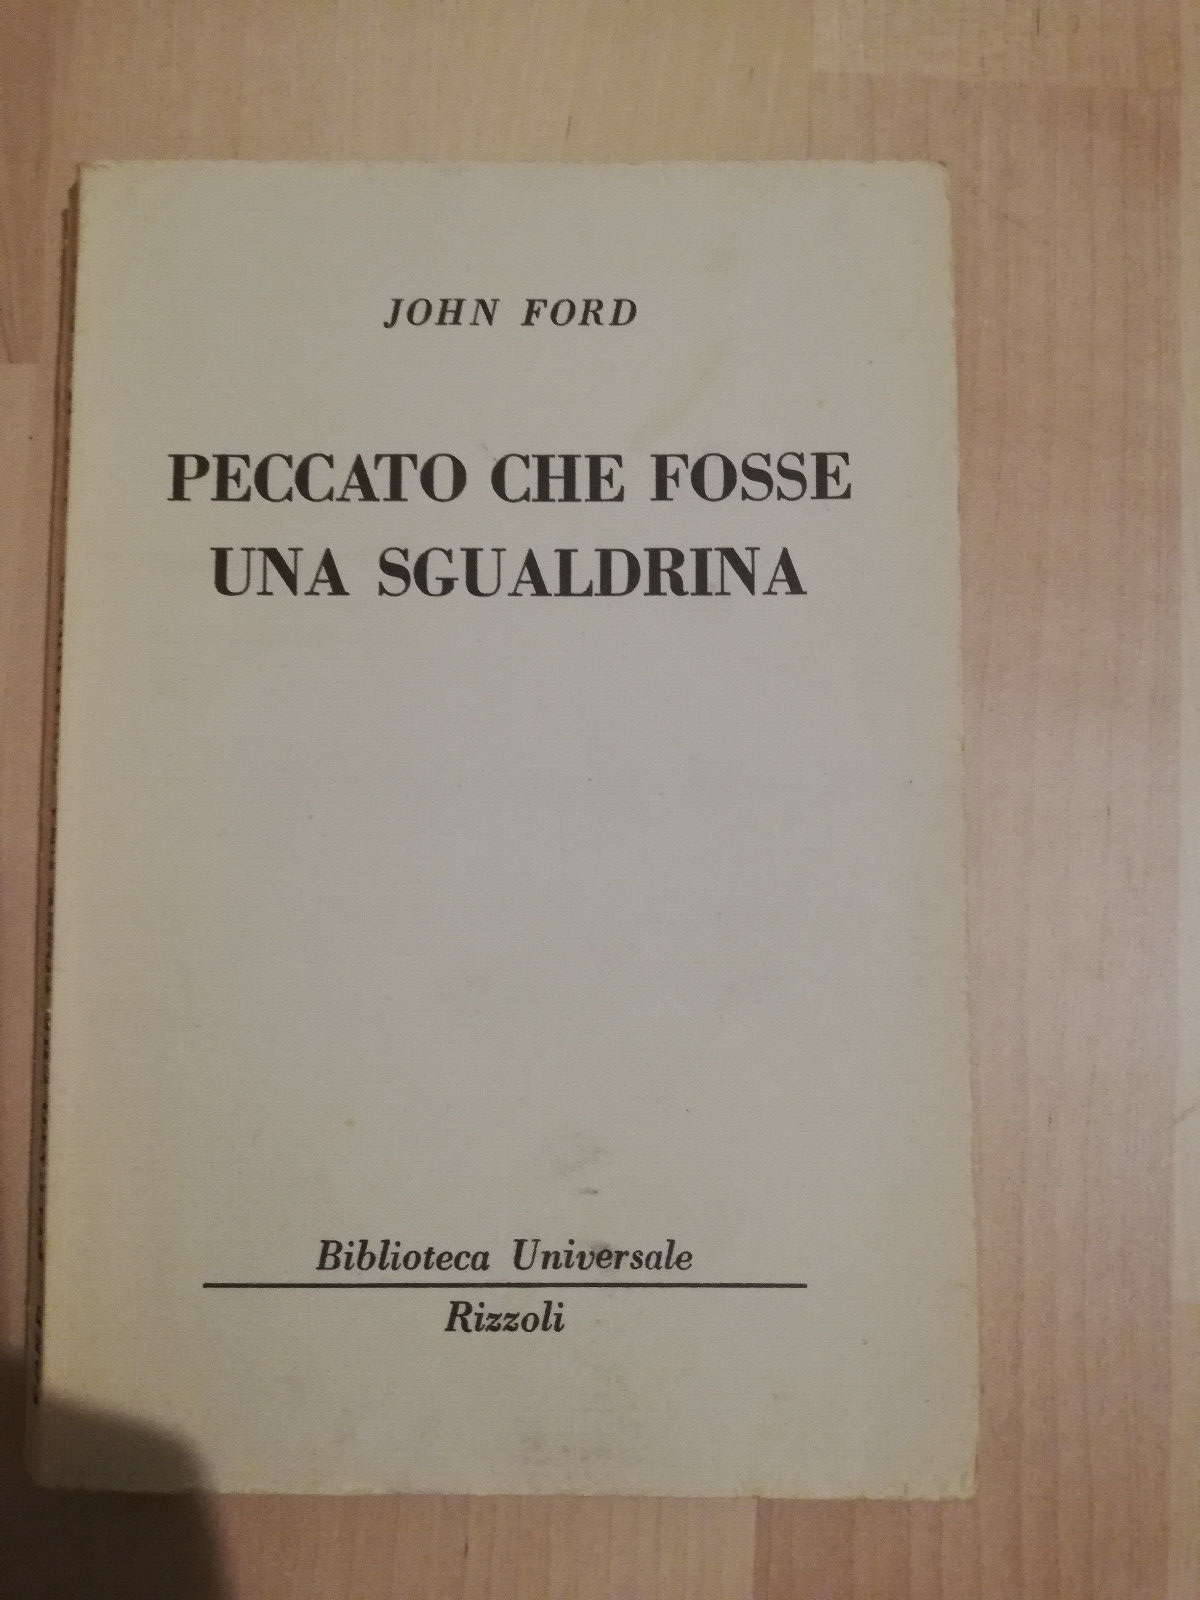 JOHN FORD
PECCATO CHE FOSSE
UNA SGUALDRINA
Biblioteca Universale
Rizzoli